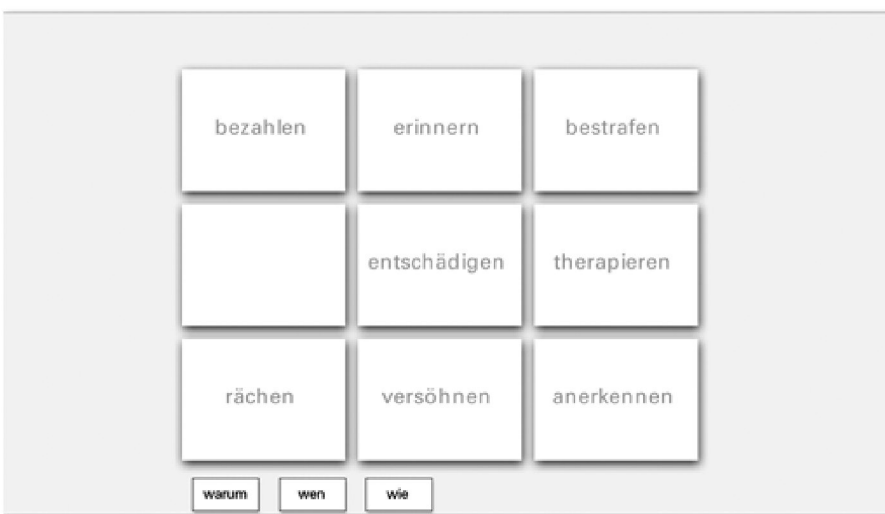 bezahlen erinnern bestrafen
entschädigen therapieren
rächen versöhnen anerkennen
warum wen wie